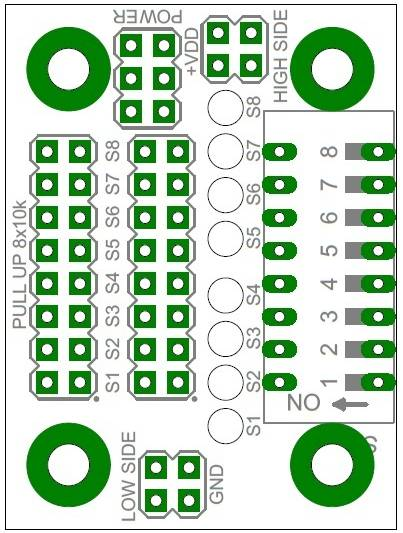 POWER
+VDD
HIGH SIDE
PULL UP 8x10k
S8
S7
S6
S5
S4
S3
S2
S1
S8
S7
S6
S5
S4
S3
S2
S1
8
7
6
5
4
3
2
1
ON
S
LOW SIDE
GND